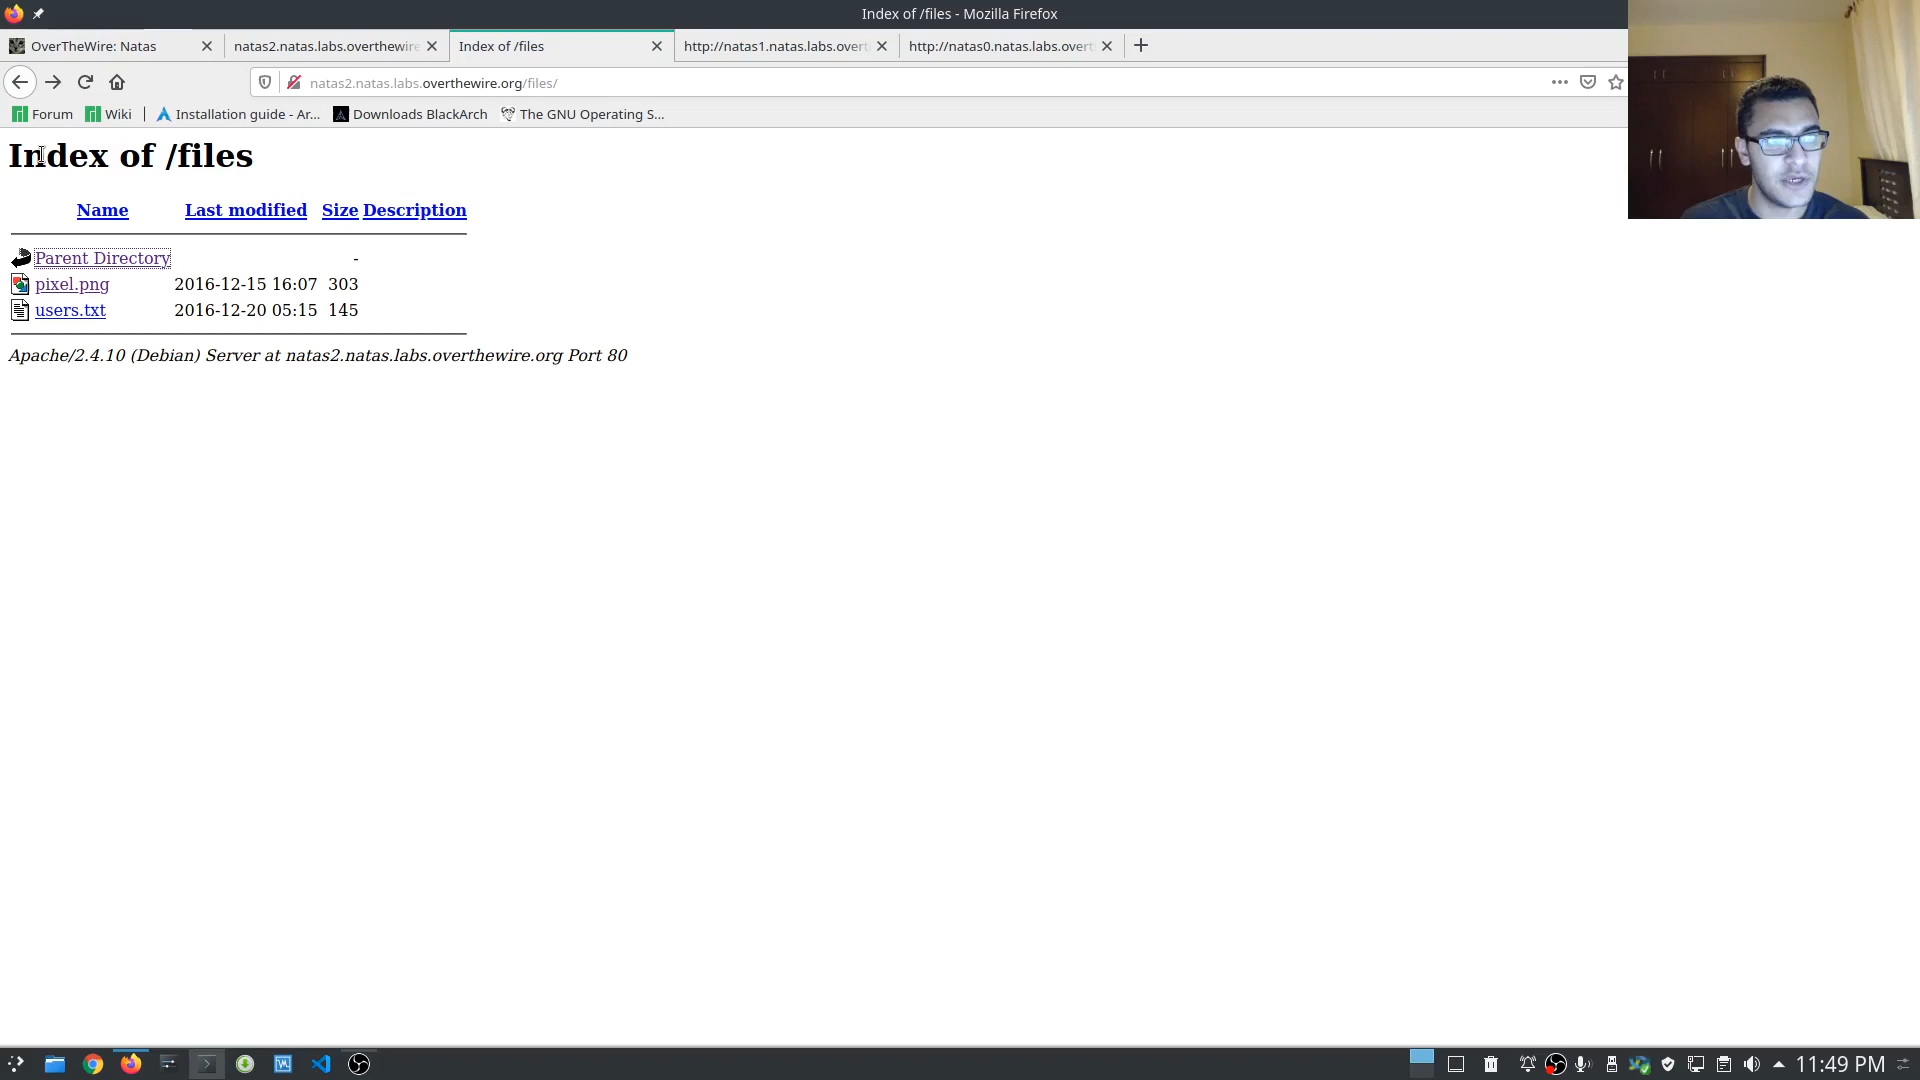 Index of /files - Mozilla Firefox
OverTheWire: Natas
natas2.natas.labs.overthewire
Index of /files
http://natas1.natas.labs.overt
http://natas0.natas.labs.overt
natas2.natas.labs.overthewire.org/files/
Forum
Wiki
Installation guide - Ar...
Downloads BlackArch
The GNU Operating S...
Index of /files
Name Last modified Size Description
Parent Directory -
pixel.png 2016-12-15 16:07 303
users.txt 2016-12-20 05:15 145
Apache/2.4.10 (Debian) Server at natas2.natas.labs.overthewire.org Port 80
11:49 PM